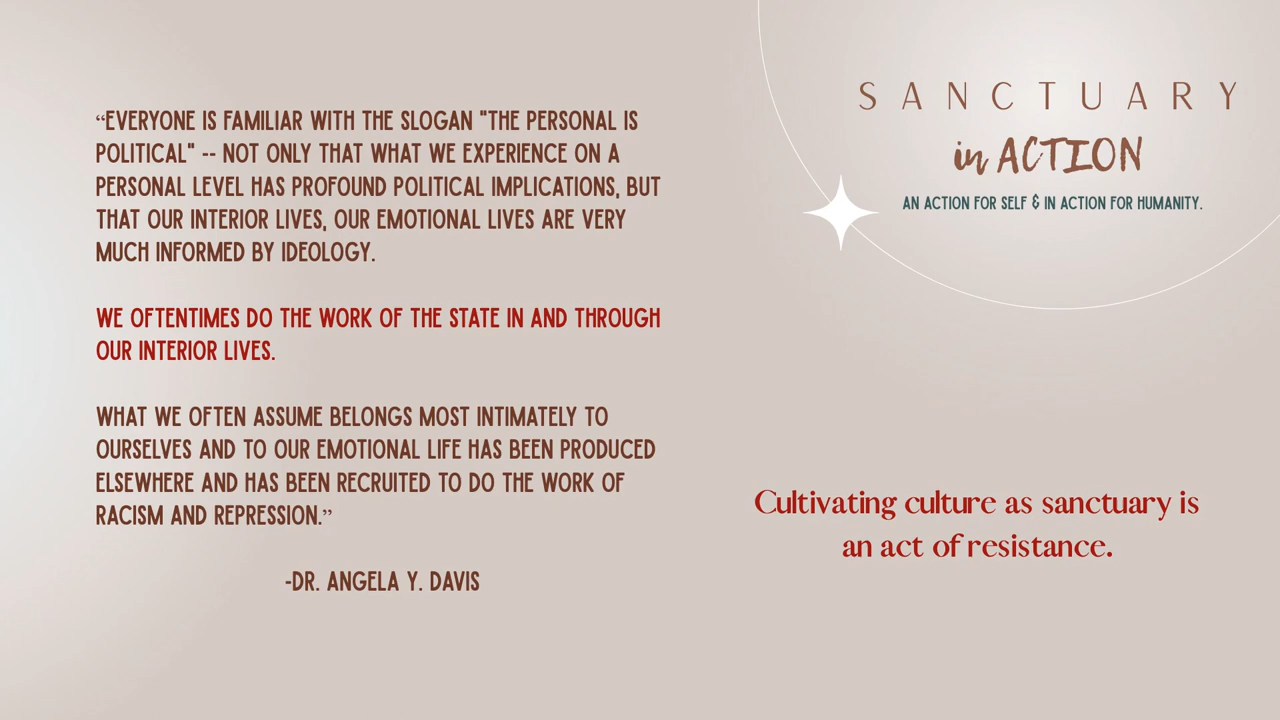 “EVERYONE IS FAMILIAR WITH THE SLOGAN "THE PERSONAL IS
POLITICAL" -- NOT ONLY THAT WHAT WE EXPERIENCE ON A
PERSONAL LEVEL HAS PROFOUND POLITICAL IMPLICATIONS, BUT
THAT OUR INTERIOR LIVES, OUR EMOTIONAL LIVES ARE VERY
MUCH INFORMED BY IDEOLOGY.
WE OFTENTIMES DO THE WORK OF THE STATE IN AND THROUGH
OUR INTERIOR LIVES.
WHAT WE OFTEN ASSUME BELONGS MOST INTIMATELY TO
OURSELVES AND TO OUR EMOTIONAL LIFE HAS BEEN PRODUCED
ELSEWHERE AND HAS BEEN RECRUITED TO DO THE WORK OF
RACISM AND REPRESSION.”
-DR. ANGELA Y. DAVIS
SANCTUARY
in ACTION
AN ACTION FOR SELF & IN ACTION FOR HUMANITY.
Cultivating culture as sanctuary is
an act of resistance.